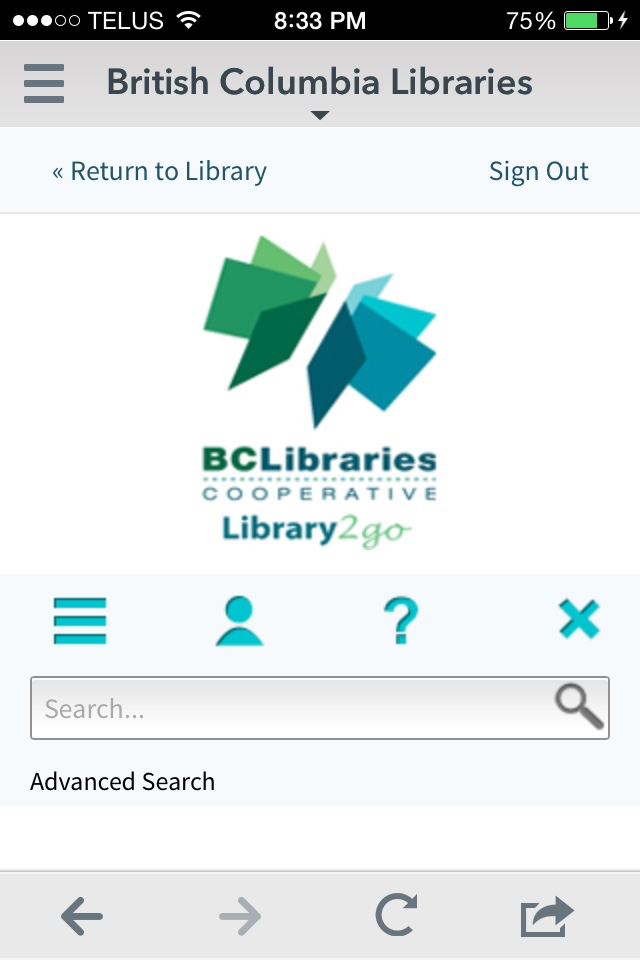 TELUS 8:33 PM 75%
British Columbia Libraries
« Return to Library Sign Out
BCLibraries
COOPERATIVE
Library2go
?
Search...
Advanced Search